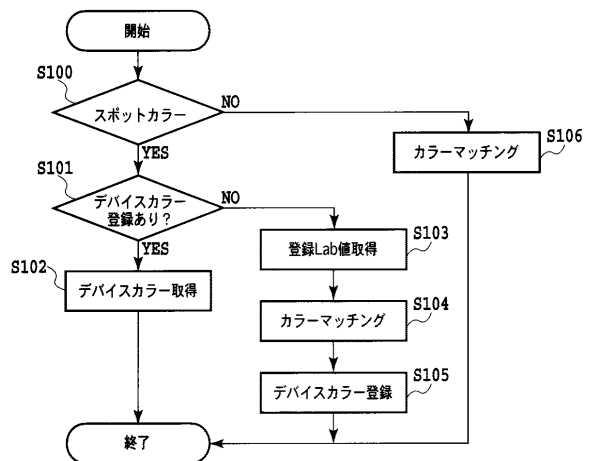 開始
S100
スポットカラー
NO
YES
カラーマッチング
S106
S101
デバイスカラー
登録あり?
NO
YES
登録Lab値取得
S103
S102
デバイスカラー取得
カラーマッチング
S104
デバイスカラー登録
S105
終了